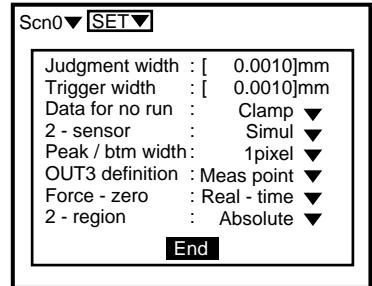 Scn0▼ SET▼
Judgment width : [ 0.0010]mm
Trigger width : [ 0.0010]mm
Data for no run : Clamp ▼
2 - sensor : Simul ▼
Peak / btm width : 1pixel ▼
OUT3 definition : Meas point ▼
Force - zero : Real - time ▼
2 - region : Absolute ▼
End